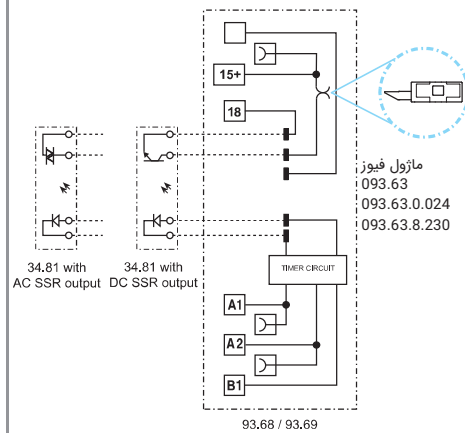 15+
18
ماژول فیوز
093.63
093.63.0.024
093.63.8.230
34.81 with
AC SSR output
34.81 with
DC SSR output
TIMER CIRCUIT
A1
A2
B1
93.68 / 93.69